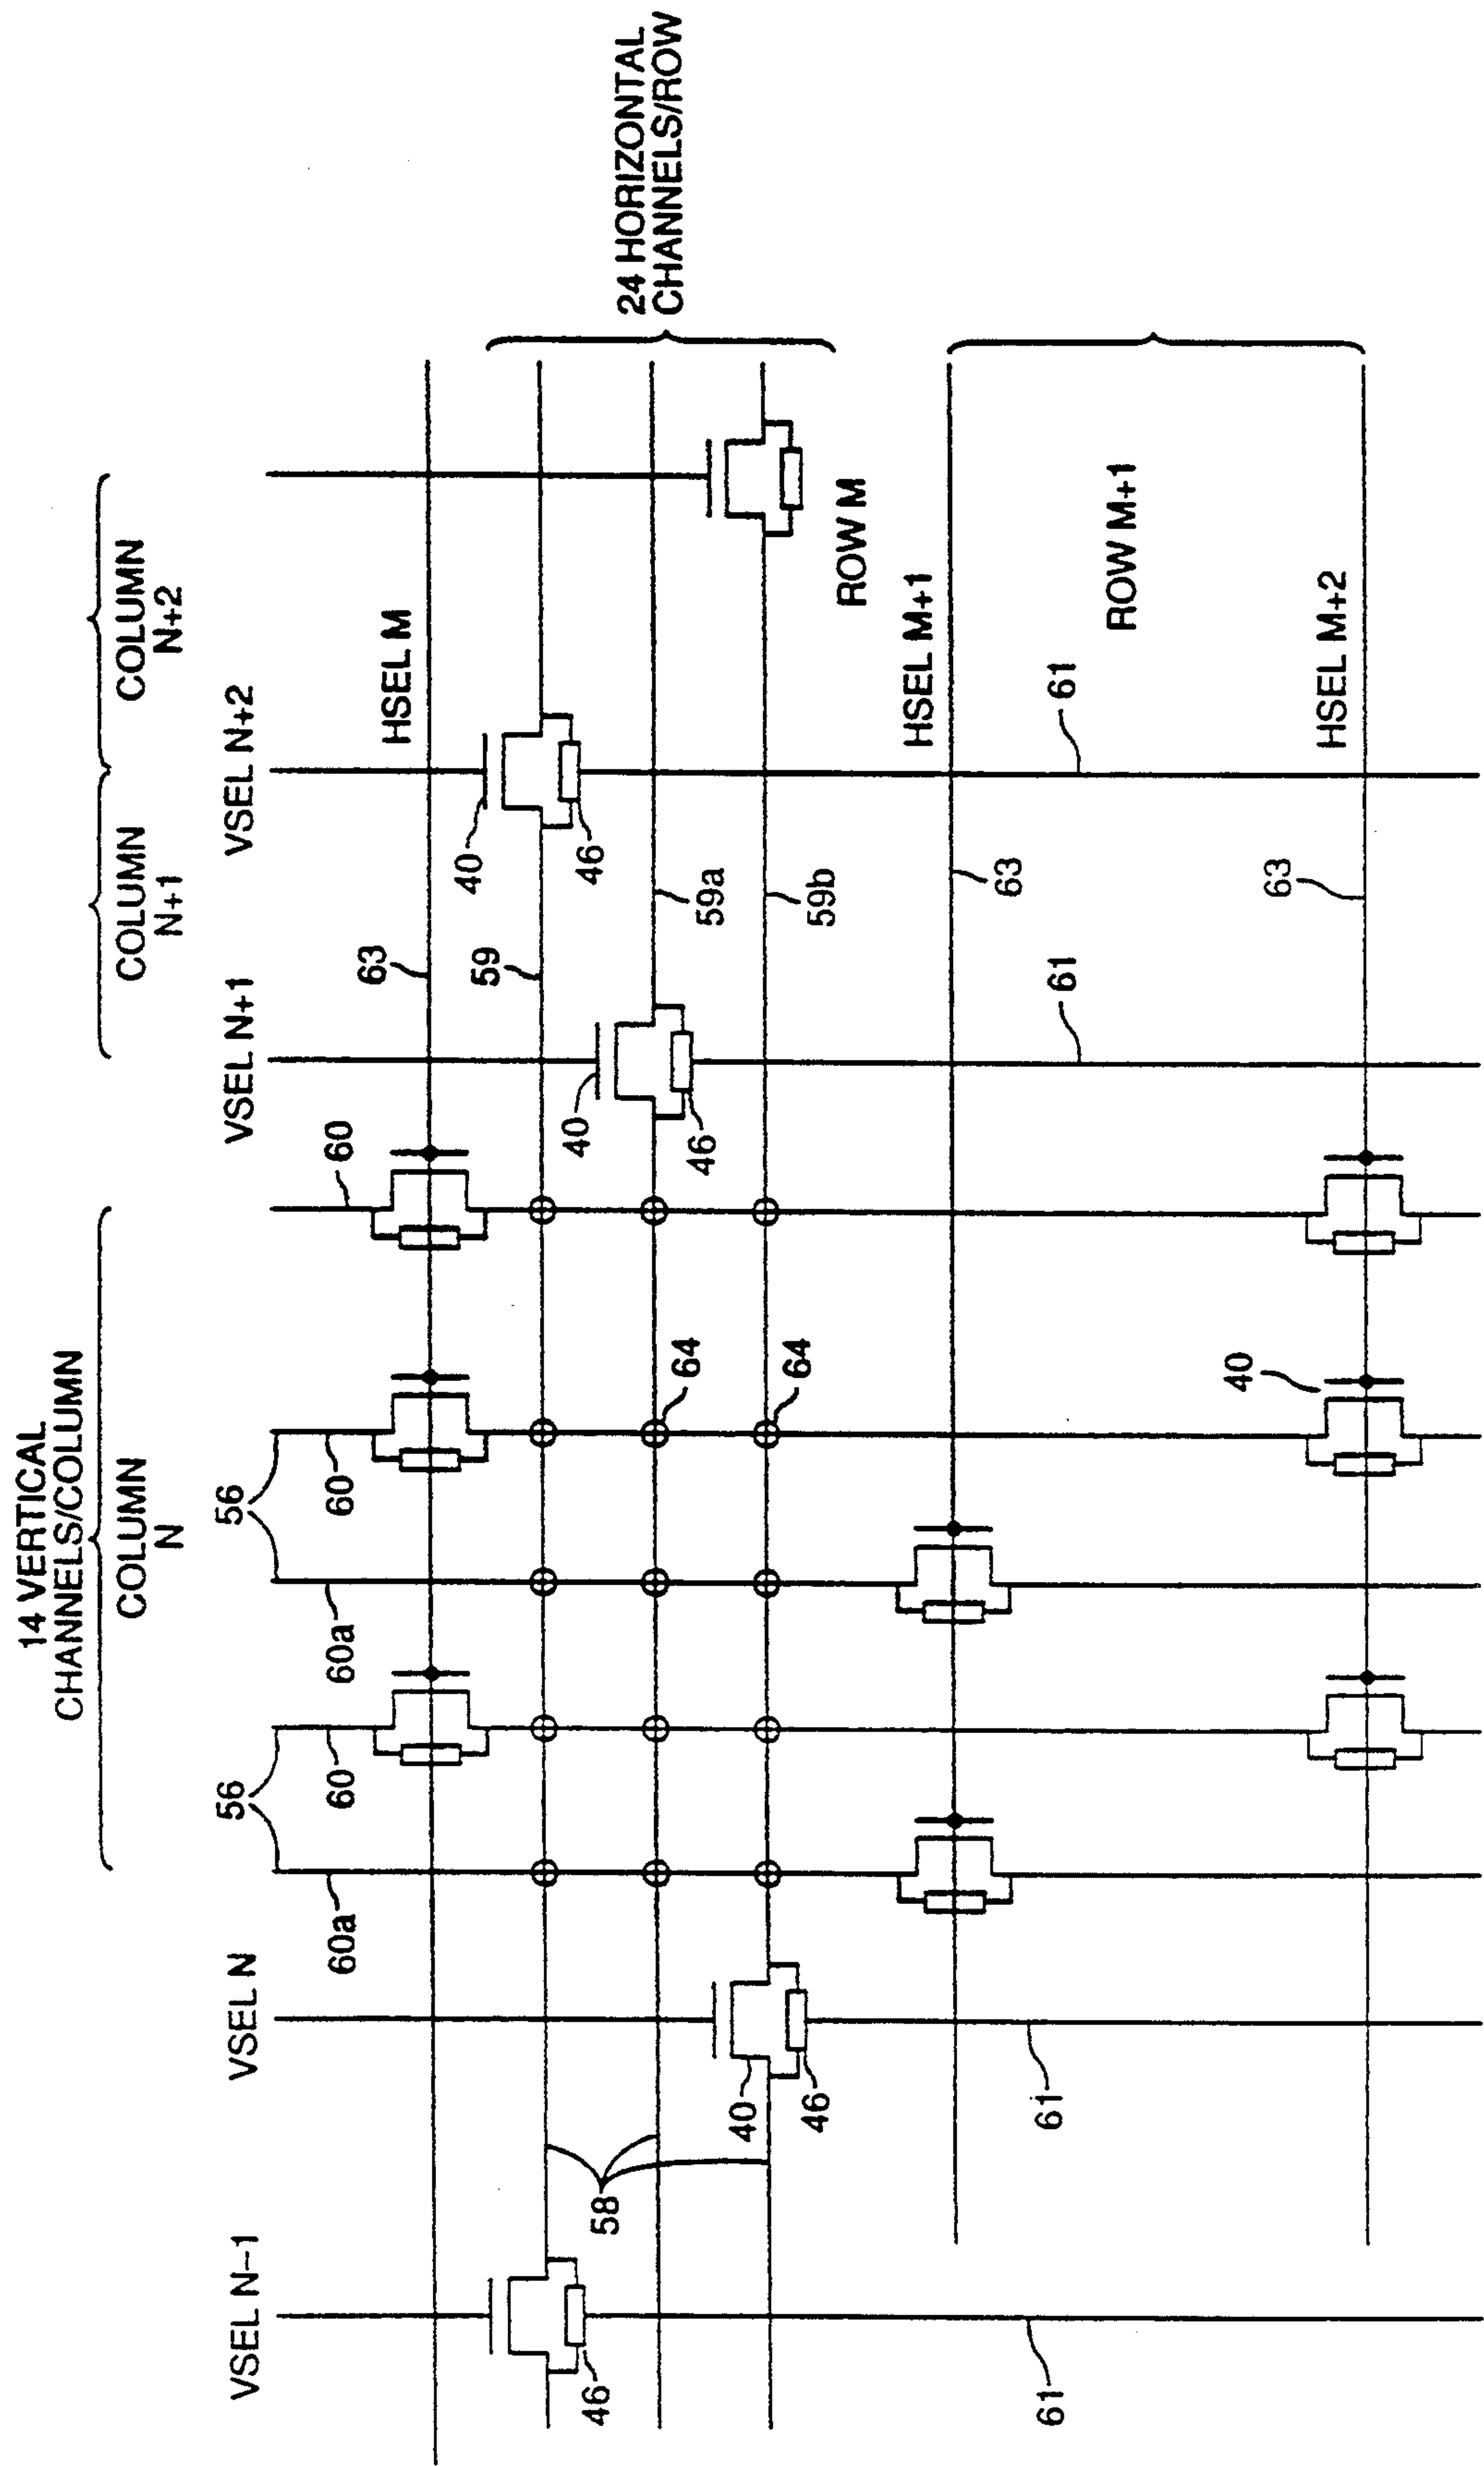 14 VERTICAL
CHANNELS/COLUMN
COLUMN
N
COLUMN
N+1
COLUMN
N+2
VSEL N–1
VSEL N
VSEL N+1
VSEL N+2
56
56
60a
60
60a
60
60
63
HSEL M
40
59
46
40
46
59a
59b
64
64
46
58
40
46
24 HORIZONTAL
CHANNELS/ROW
ROW M
HSEL M+1
63
61
61
61
61
ROW M+1
40
63
HSEL M+2